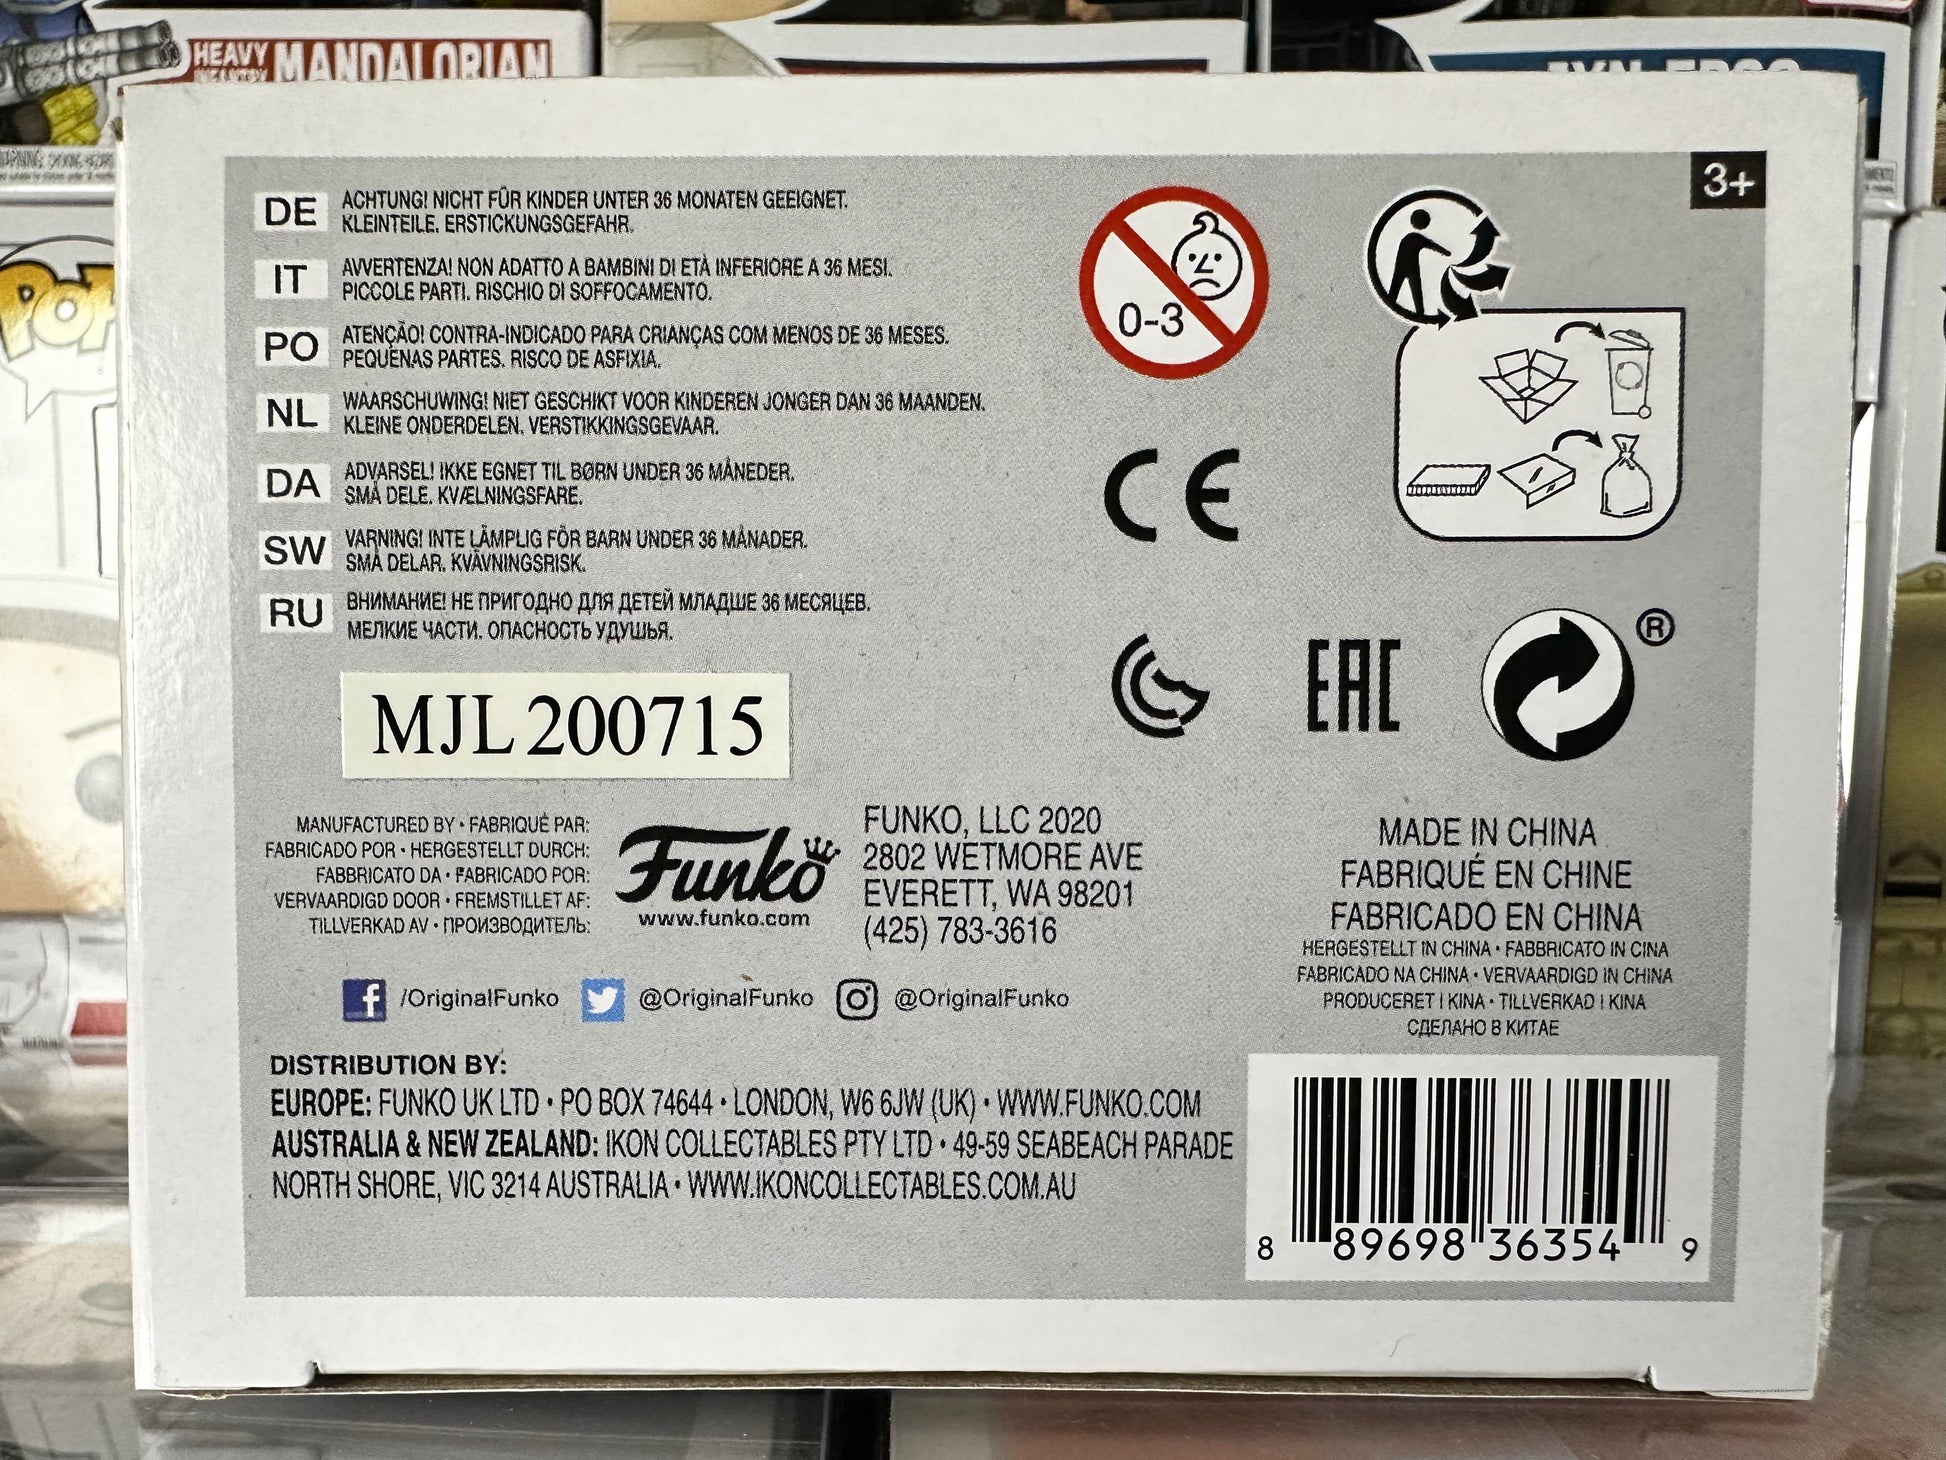 HEAVY MANDALORIAN
POP
3+
DE ACHTUNG! NICHT FÜR KINDER UNTER 36 MONATEN GEEIGNET.
KLEINTEILE. ERSTICKUNGSGEFAHR.
IT AVVERTENZA! NON ADATTO A BAMBINI DI ETÀ INFERIORE A 36 MESI.
PICCOLE PARTI. RISCHIO DI SOFFOCAMENTO.
PO ATENÇÃO! CONTRA-INDICADO PARA CRIANÇAS COM MENOS DE 36 MESES.
PEQUENAS PARTES. RISCO DE ASFIXIA.
NL WAARSCHUWING! NIET GESCHIKT VOOR KINDEREN JONGER DAN 36 MAANDEN.
KLEINE ONDERDELEN. VERSTIKKINGSGEVAAR.
DA ADVARSEL! IKKE EGNET TIL BØRN UNDER 36 MÅNEDER.
SMÅ DELE. KVÆLNINGSFARE.
SW VARNING! INTE LÄMPLIG FÖR BARN UNDER 36 MÅNADER.
SMÅ DELAR. KVÄVNINGSRISK.
RU ВНИМАНИЕ! НЕ ПРИГОДНО ДЛЯ ДЕТЕЙ МЛАДШЕ 36 МЕСЯЦЕВ.
МЕЛКИЕ ЧАСТИ. ОПАСНОСТЬ УДУШЬЯ.
0-3
CE
EAC
®
MJL 200715
MANUFACTURED BY • FABRIQUÉ PAR:
FABRICADO POR • HERGESTELLT DURCH:
FABBRICATO DA • FABRICADO POR:
VERVAARDIGD DOOR • FREMSTILLET AF:
TILLVERKAD AV • ПРОИЗВОДИТЕЛЬ:
Funko
www.funko.com
FUNKO, LLC 2020
2802 WETMORE AVE
EVERETT, WA 98201
(425) 783-3616
MADE IN CHINA
FABRIQUÉ EN CHINE
FABRICADO EN CHINA
HERGESTELLT IN CHINA • FABBRICATO IN CINA
FABRICADO NA CHINA • VERVAARDIGD IN CHINA
PRODUCERET I KINA • TILLVERKAD I KINA
СДЕЛАНО В КИТАЕ
f /OriginalFunko @OriginalFunko @OriginalFunko
DISTRIBUTION BY:
EUROPE: FUNKO UK LTD • PO BOX 74644 • LONDON, W6 6JW (UK) • WWW.FUNKO.COM
AUSTRALIA & NEW ZEALAND: IKON COLLECTABLES PTY LTD • 49-59 SEABEACH PARADE
NORTH SHORE, VIC 3214 AUSTRALIA • WWW.IKONCOLLECTABLES.COM.AU
8 89698 36354 9